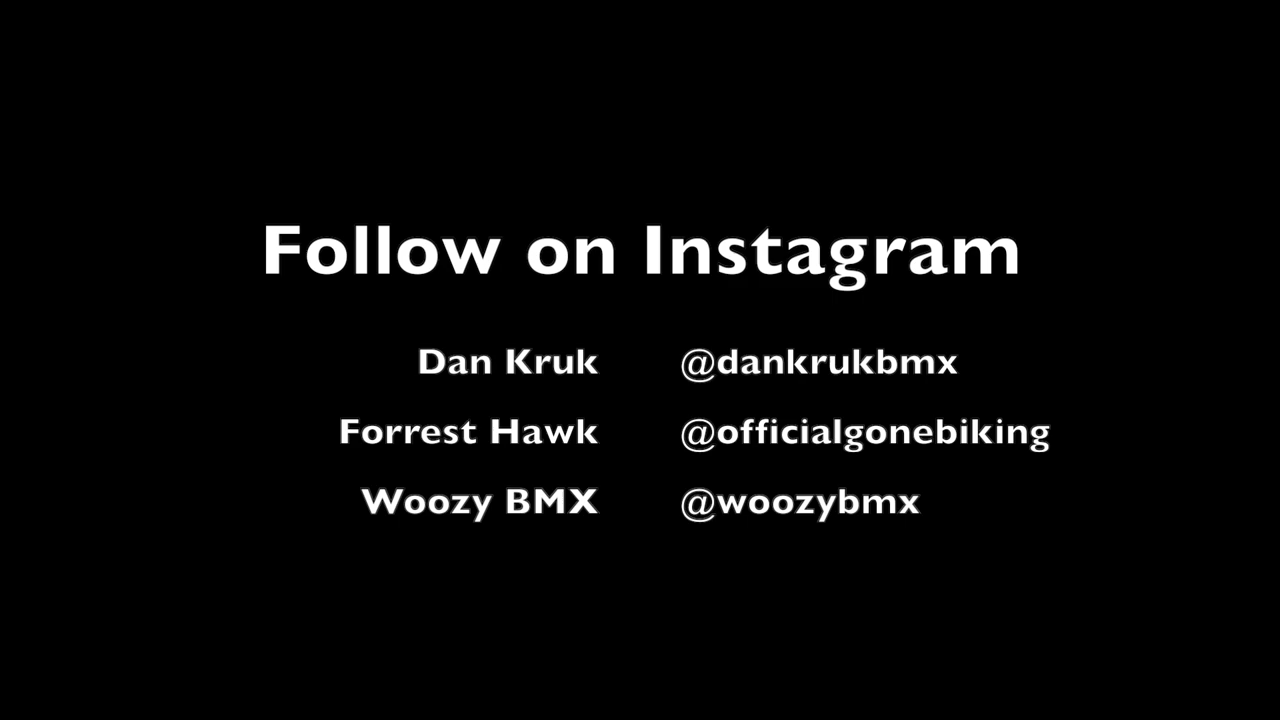 Follow on Instagram
Dan Kruk @dankrukbmx
Forrest Hawk @officialgonebiking
Woozy BMX @woozybmx